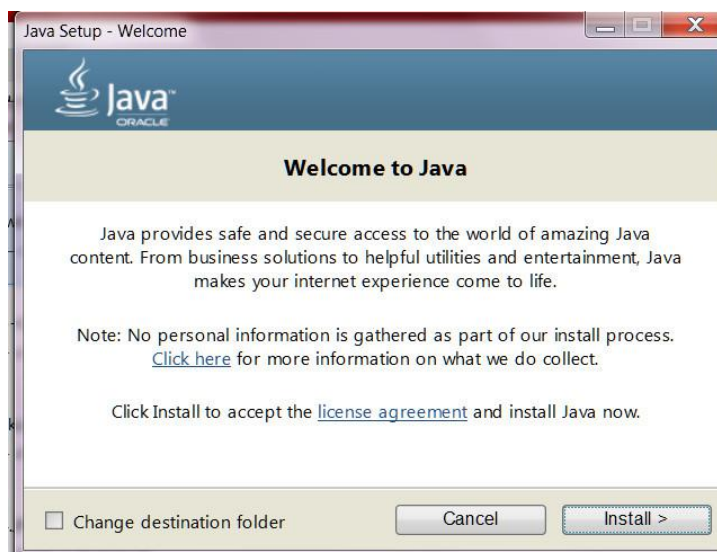 Java Setup - Welcome
Java™
ORACLE
Welcome to Java
Java provides safe and secure access to the world of amazing Java
content. From business solutions to helpful utilities and entertainment, Java
makes your internet experience come to life.
Note: No personal information is gathered as part of our install process.
Click here for more information on what we do collect.
Click Install to accept the license agreement and install Java now.
Change destination folder
Cancel
Install >